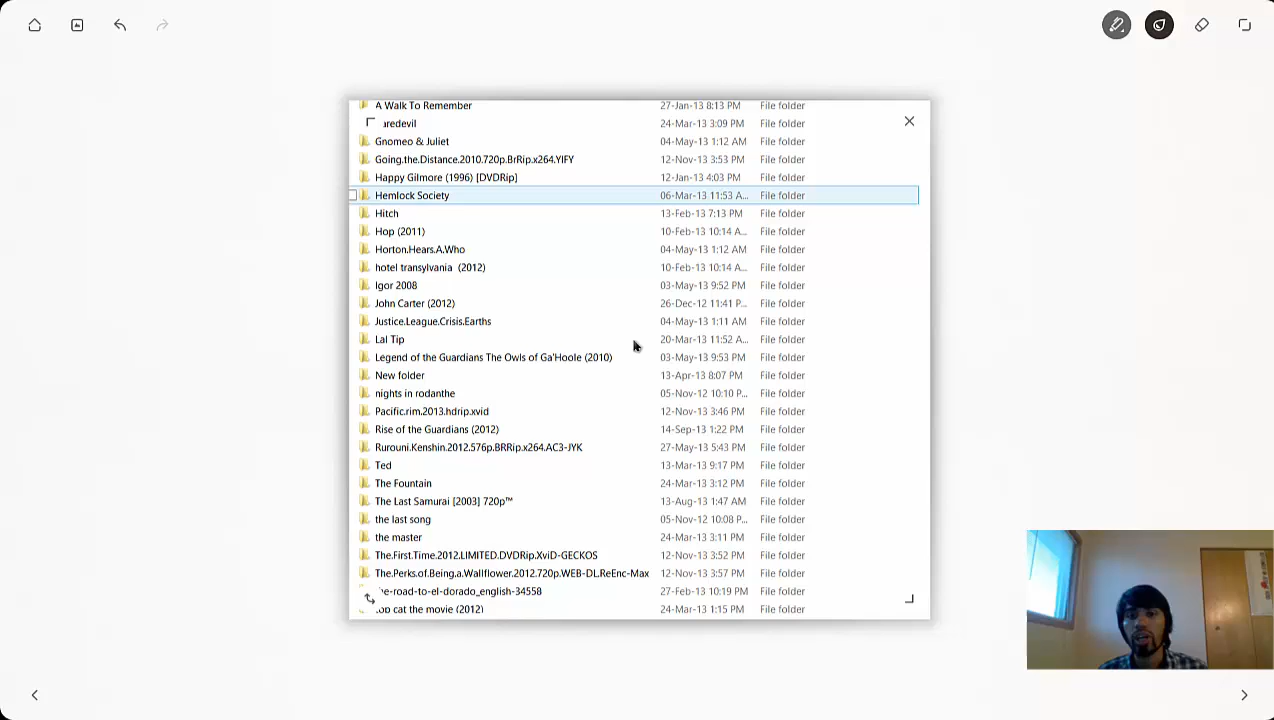 A Walk To Remember 27-Jan-13 8:13 PM File folder
aredevil 24-Mar-13 3:09 PM File folder
Gnomeo & Juliet 04-May-13 1:12 AM File folder
Going.the.Distance.2010.720p.BrRip.x264.YIFY 12-Nov-13 3:53 PM File folder
Happy Gilmore (1996) [DVDRip] 12-Jan-13 4:03 PM File folder
Hemlock Society 06-Mar-13 11:53 A... File folder
Hitch 13-Feb-13 7:13 PM File folder
Hop (2011) 10-Feb-13 10:14 A... File folder
Horton.Hears.A.Who 04-May-13 1:12 AM File folder
hotel transylvania (2012) 10-Feb-13 10:14 A... File folder
Igor 2008 03-May-13 9:52 PM File folder
John Carter (2012) 26-Dec-12 11:41 P... File folder
Justice.League.Crisis.Earths 04-May-13 1:11 AM File folder
Lal Tip 20-Mar-13 11:52 A... File folder
Legend of the Guardians The Owls of Ga'Hoole (2010) 03-May-13 9:53 PM File folder
New folder 13-Apr-13 8:07 PM File folder
nights in rodanthe 05-Nov-12 10:10 P... File folder
Pacific.rim.2013.hdrip.xvid 12-Nov-13 3:46 PM File folder
Rise of the Guardians (2012) 14-Sep-13 1:22 PM File folder
Rurouni.Kenshin.2012.576p.BRRip.x264.AC3-JYK 27-May-13 5:43 PM File folder
Ted 13-Mar-13 9:17 PM File folder
The Fountain 24-Mar-13 3:12 PM File folder
The Last Samurai [2003] 720p™ 13-Aug-13 1:47 AM File folder
the last song 05-Nov-12 10:08 P... File folder
the master 24-Mar-13 3:11 PM File folder
The.First.Time.2012.LIMITED.DVDRip.XviD-GECKOS 12-Nov-13 3:52 PM File folder
The.Perks.of.Being.a.Wallflower.2012.720p.WEB-DL.ReEnc-Max 12-Nov-13 3:57 PM File folder
he-road-to-el-dorado_english-34558 27-Feb-13 10:19 PM File folder
top cat the movie (2012) 24-Mar-13 1:15 PM File folder